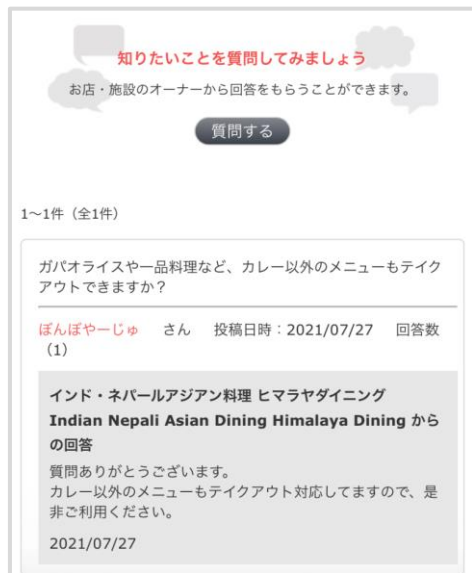 知りたいことを質問してみましょう
お店・施設のオーナーから回答をもらうことができます。
質問する
1～1件（全1件）
ガパオライスや一品料理など、カレー以外のメニューもテイク
アウトできますか？
ぼんぼやーじゅ さん 投稿日時：2021/07/27 回答数
（1）
インド・ネパールアジアン料理 ヒマラヤダイニング
Indian Nepali Asian Dining Himalaya Dining から
の回答
質問ありがとうございます。
カレー以外のメニューもテイクアウト対応してますので、是
非ご利用ください。
2021/07/27